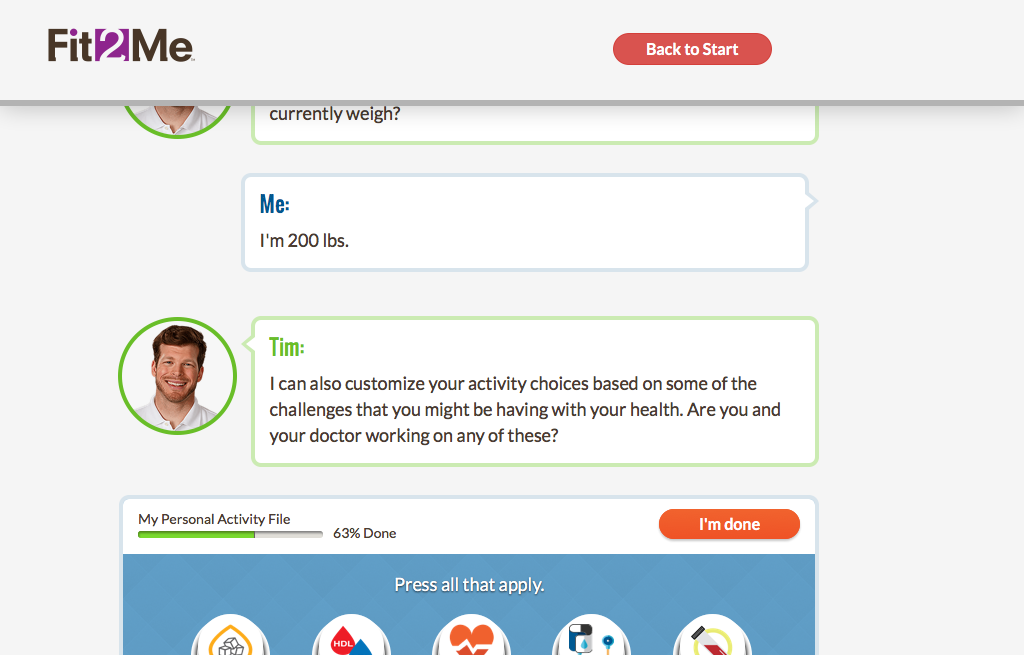 Fit2Me
Back to Start
currently weigh?
Me:
I'm 200 lbs.
Tim:
I can also customize your activity choices based on some of the
challenges that you might be having with your health. Are you and
your doctor working on any of these?
My Personal Activity File
63% Done
I'm done
Press all that apply.
HDL